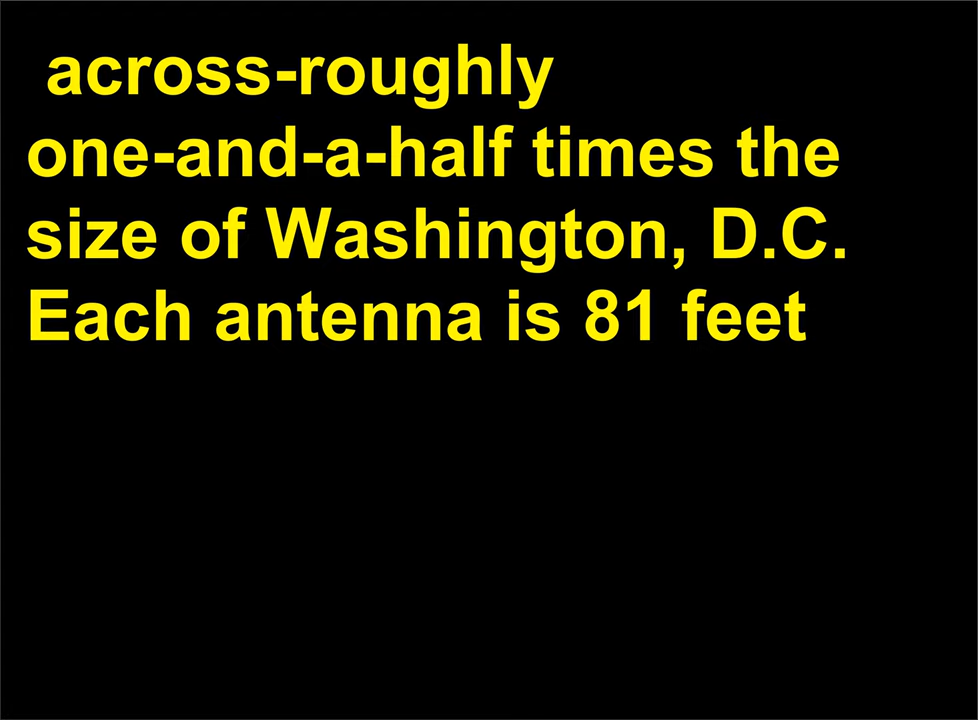 across-roughly
one-and-a-half times the
size of Washington, D.C.
Each antenna is 81 feet